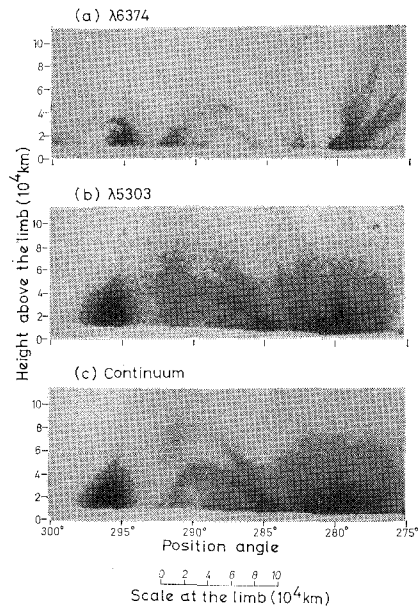 (a) λ6374
10
8
6
4
2
0
(b) λ5303
10
8
6
4
2
0
Height above the limb (10⁴km)
(c) Continuum
10
8
6
4
2
0
300° 295° 290° 285° 280° 275°
Position angle
0 2 4 6 8 10
Scale at the limb (10⁴km)